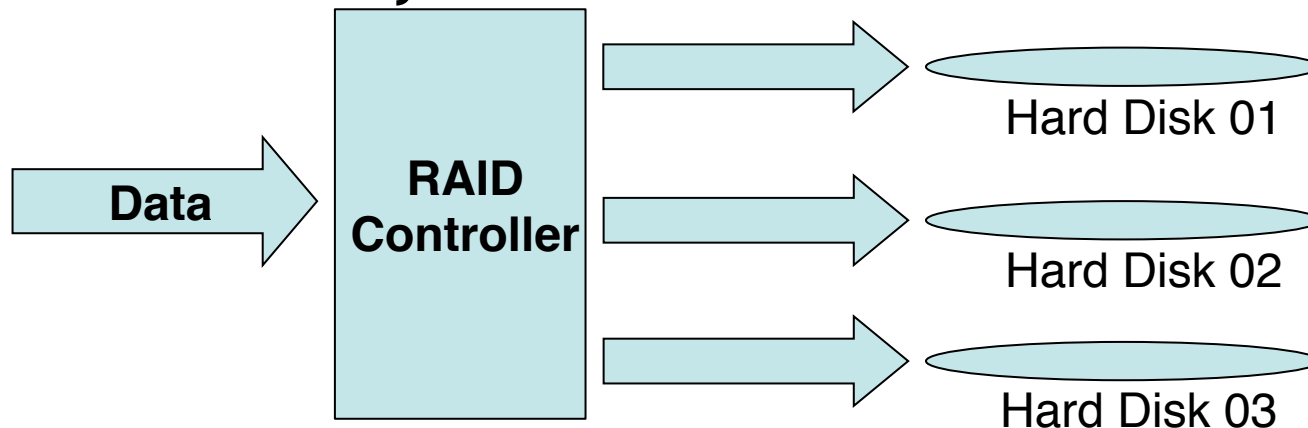 Hard Disk 01
Data
RAID
Controller
Hard Disk 02
Hard Disk 03